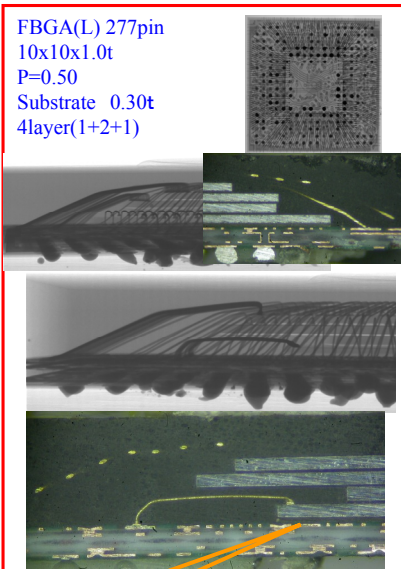 FBGA(L) 277pin
10x10x1.0t
P=0.50
Substrate 0.30t
4layer(1+2+1)